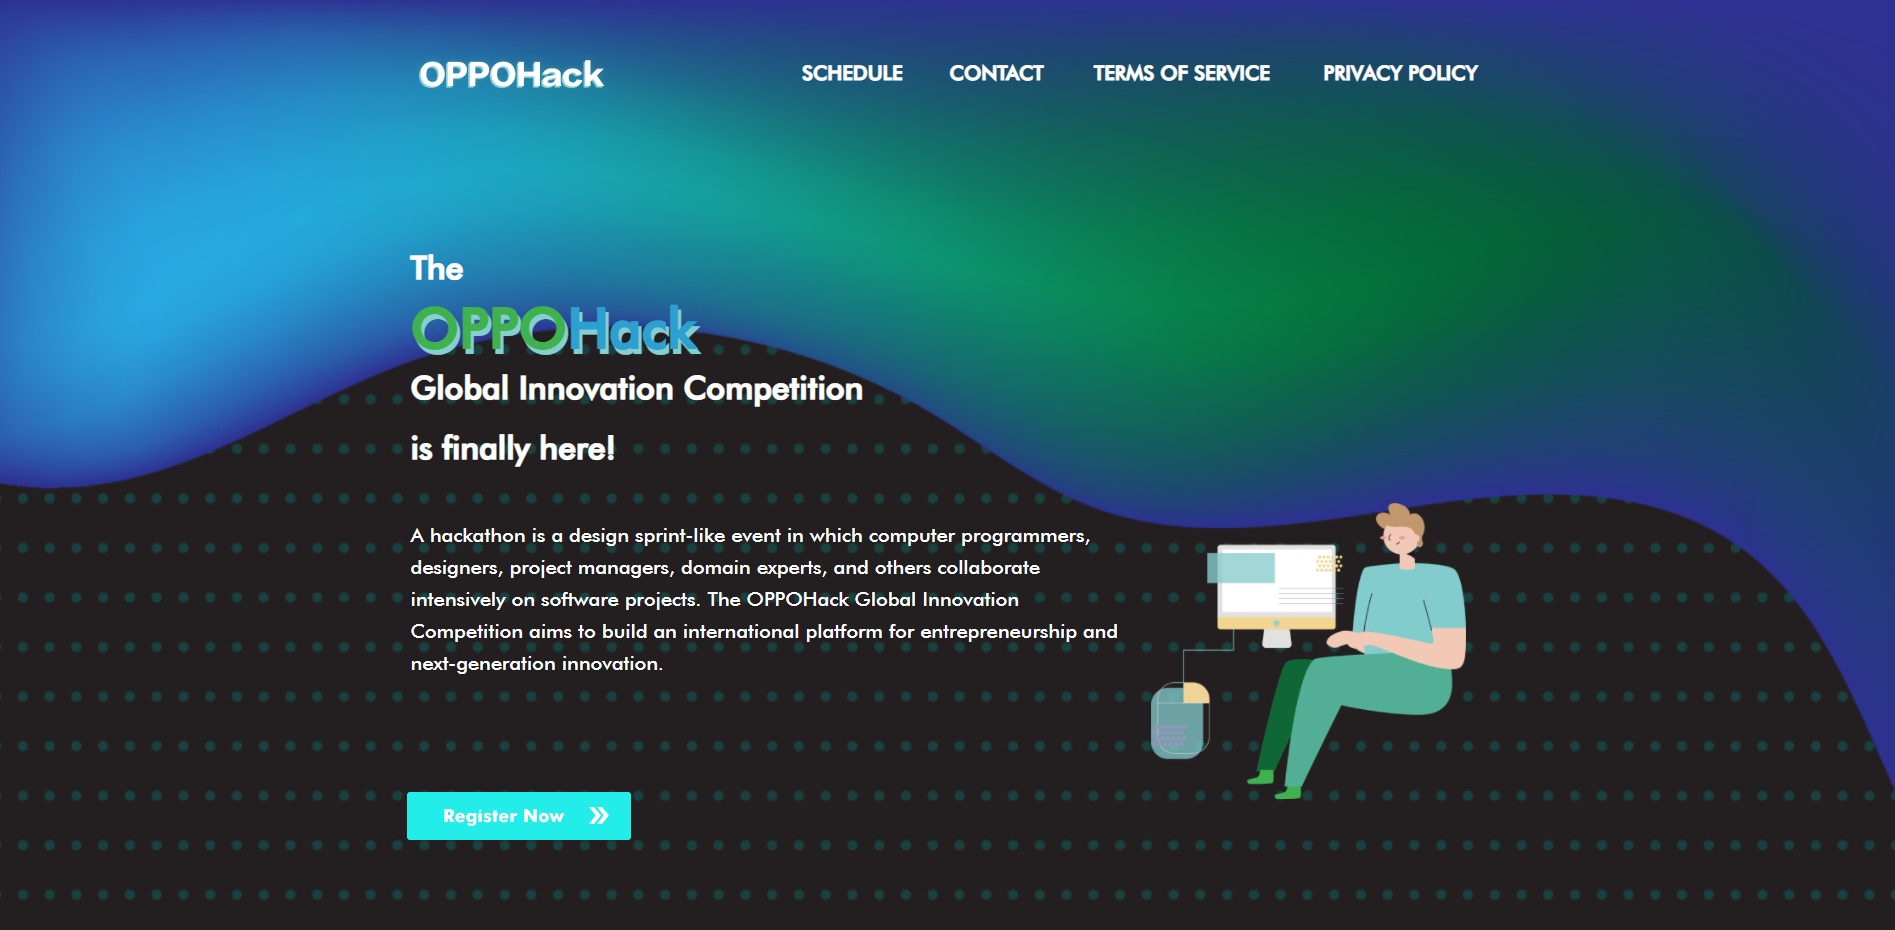 OPPOHack
SCHEDULE
CONTACT
TERMS OF SERVICE
PRIVACY POLICY
The
OPPOHack
Global Innovation Competition
is finally here!
A hackathon is a design sprint-like event in which computer programmers,
designers, project managers, domain experts, and others collaborate
intensively on software projects. The OPPOHack Global Innovation
Competition aims to build an international platform for entrepreneurship and
next-generation innovation.
Register Now